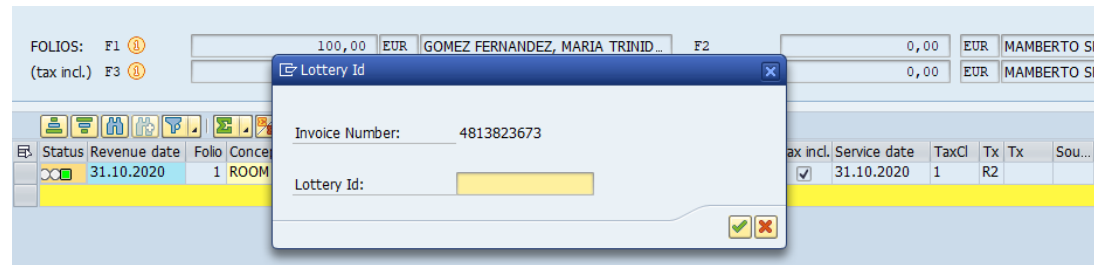 FOLIOS: F1 100,00 EUR GOMEZ FERNANDEZ, MARIA TRINID... F2 0,00 EUR MAMBERTO
(tax incl.) F3 0,00 EUR MAMBERTO
Lottery Id
Invoice Number: 4813823673
Lottery Id:
Status Revenue date Folio ax incl. Service date TaxCl Tx Tx Sou...
31.10.2020 1 ROOM 31.10.2020 1 R2